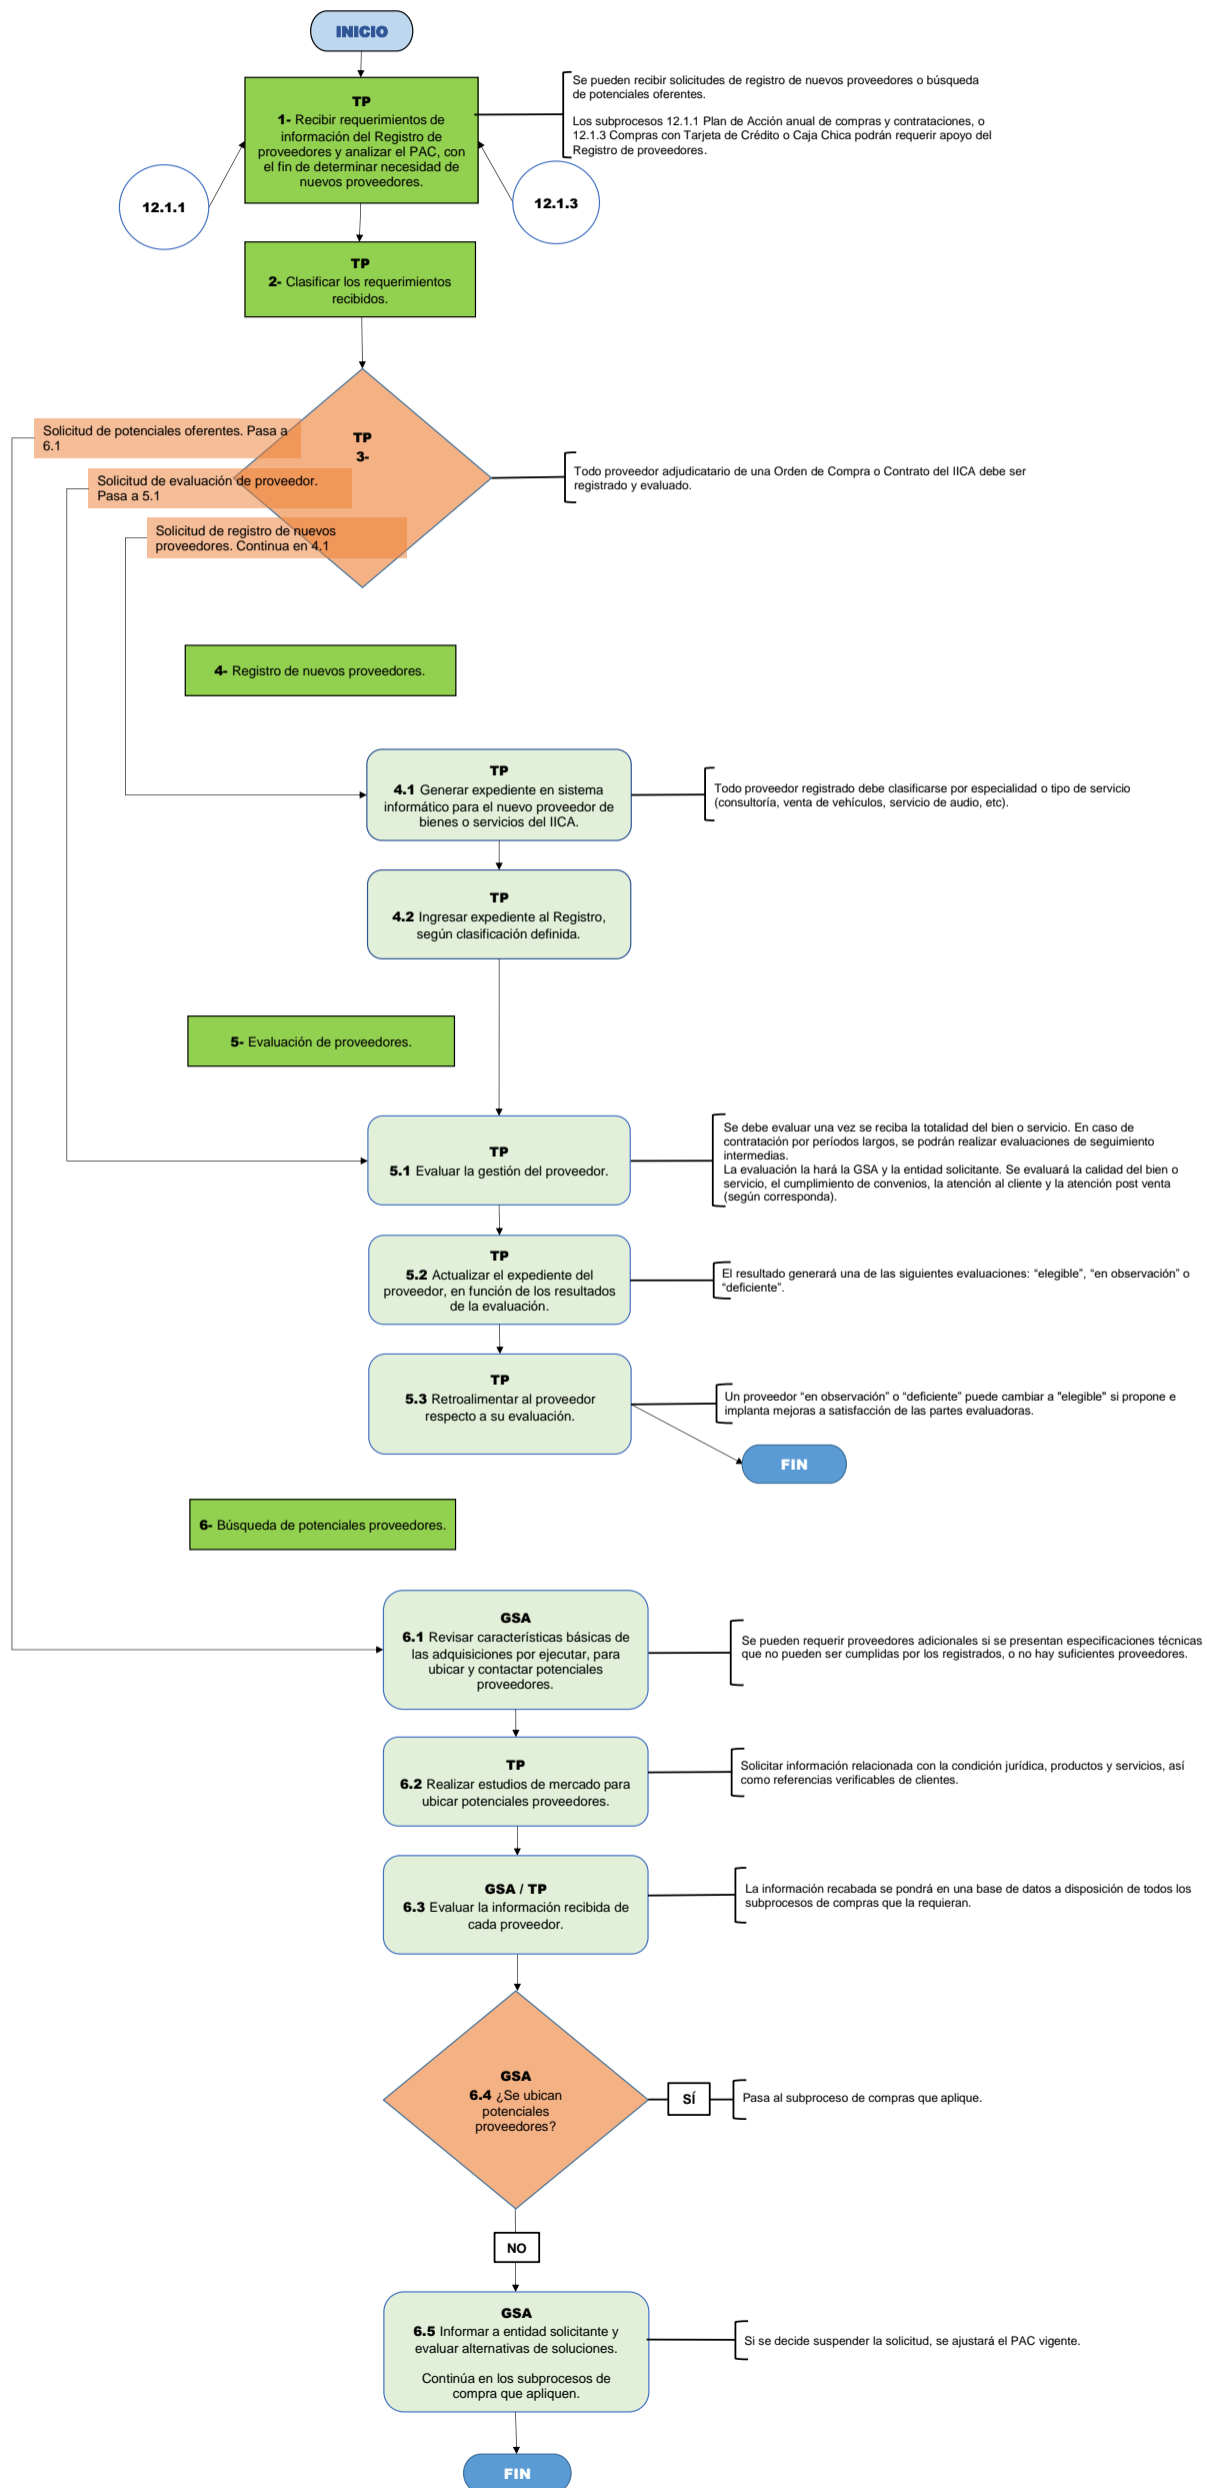 INICIO
TP
1- Recibir requerimientos de
información del Registro de
proveedores y analizar el PAC, con
el fin de determinar necesidad de
nuevos proveedores.
Se pueden recibir solicitudes de registro de nuevos proveedores o búsqueda
de potenciales oferentes.
Los subprocesos 12.1.1 Plan de Acción anual de compras y contrataciones, o
12.1.3 Compras con Tarjeta de Crédito o Caja Chica podrán requerir apoyo del
Registro de proveedores.
12.1.1
12.1.3
TP
2- Clasificar los requerimientos
recibidos.
TP
3-
Solicitud de potenciales oferentes. Pasa a
6.1
Solicitud de evaluación de proveedor.
Pasa a 5.1
Solicitud de registro de nuevos
proveedores. Continua en 4.1
Todo proveedor adjudicatario de una Orden de Compra o Contrato del IICA debe ser
registrado y evaluado.
4- Registro de nuevos proveedores.
TP
4.1 Generar expediente en sistema
informático para el nuevo proveedor de
bienes o servicios del IICA.
Todo proveedor registrado debe clasificarse por especialidad o tipo de servicio
(consultoría, venta de vehículos, servicio de audio, etc).
TP
4.2 Ingresar expediente al Registro,
según clasificación definida.
5- Evaluación de proveedores.
TP
5.1 Evaluar la gestión del proveedor.
Se debe evaluar una vez se reciba la totalidad del bien o servicio. En caso de
contratación por períodos largos, se podrán realizar evaluaciones de seguimiento
intermedias.
La evaluación la hará la GSA y la entidad solicitante. Se evaluará la calidad del bien o
servicio, el cumplimiento de convenios, la atención al cliente y la atención post venta
(según corresponda).
TP
5.2 Actualizar el expediente del
proveedor, en función de los resultados
de la evaluación.
El resultado generará una de las siguientes evaluaciones: “elegible”, “en observación” o
“deficiente”.
TP
5.3 Retroalimentar al proveedor
respecto a su evaluación.
Un proveedor “en observación” o “deficiente” puede cambiar a "elegible" si propone e
implanta mejoras a satisfacción de las partes evaluadoras.
FIN
6- Búsqueda de potenciales proveedores.
GSA
6.1 Revisar características básicas de
las adquisiciones por ejecutar, para
ubicar y contactar potenciales
proveedores.
Se pueden requerir proveedores adicionales si se presentan especificaciones técnicas
que no pueden ser cumplidas por los registrados, o no hay suficientes proveedores.
TP
6.2 Realizar estudios de mercado para
ubicar potenciales proveedores.
Solicitar información relacionada con la condición jurídica, productos y servicios, así
como referencias verificables de clientes.
GSA / TP
6.3 Evaluar la información recibida de
cada proveedor.
La información recabada se pondrá en una base de datos a disposición de todos los
subprocesos de compras que la requieran.
GSA
6.4 ¿Se ubican
potenciales
proveedores?
SÍ
Pasa al subproceso de compras que aplique.
NO
GSA
6.5 Informar a entidad solicitante y
evaluar alternativas de soluciones.
Continúa en los subprocesos de
compra que apliquen.
Si se decide suspender la solicitud, se ajustará el PAC vigente.
FIN